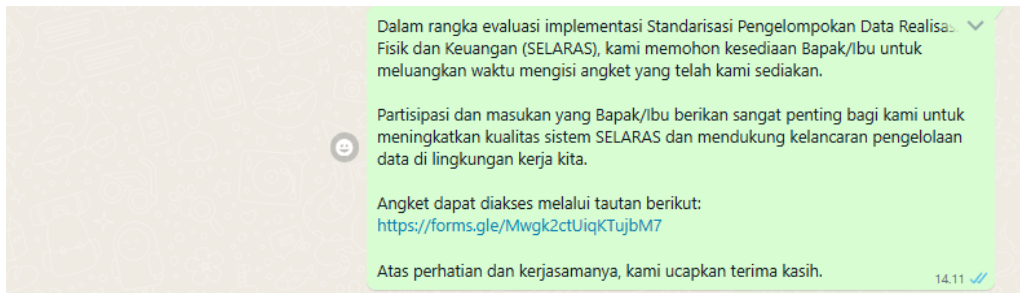 Dalam rangka evaluasi implementasi Standarisasi Pengelompokan Data Realisas
Fisik dan Keuangan (SELARAS), kami memohon kesediaan Bapak/Ibu untuk
meluangkan waktu mengisi angket yang telah kami sediakan.
Partisipasi dan masukan yang Bapak/Ibu berikan sangat penting bagi kami untuk
meningkatkan kualitas sistem SELARAS dan mendukung kelancaran pengelolaan
data di lingkungan kerja kita.
Angket dapat diakses melalui tautan berikut:
https://forms.gle/Mwgk2ctUiqKTujbM7
Atas perhatian dan kerjasamanya, kami ucapkan terima kasih.
14.11